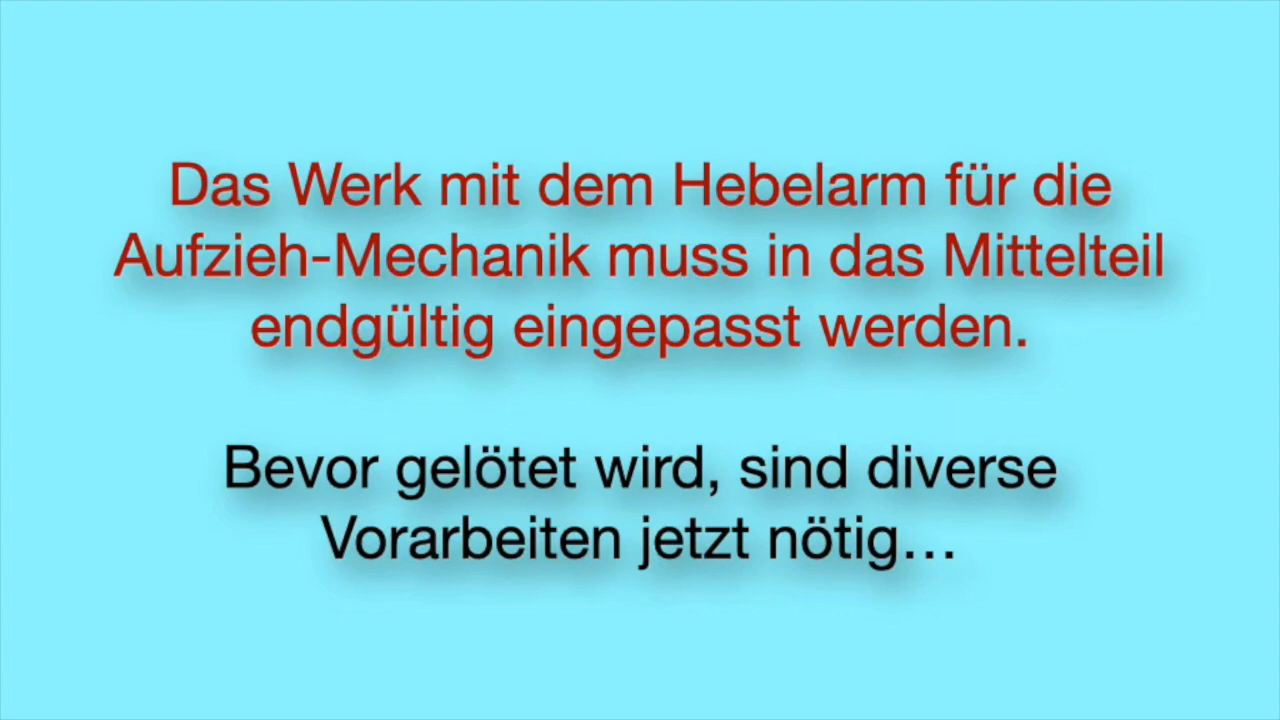 Das Werk mit dem Hebelarm für die
Aufzieh-Mechanik muss in das Mittelteil
endgültig eingepasst werden.
Bevor gelötet wird, sind diverse
Vorarbeiten jetzt nötig…